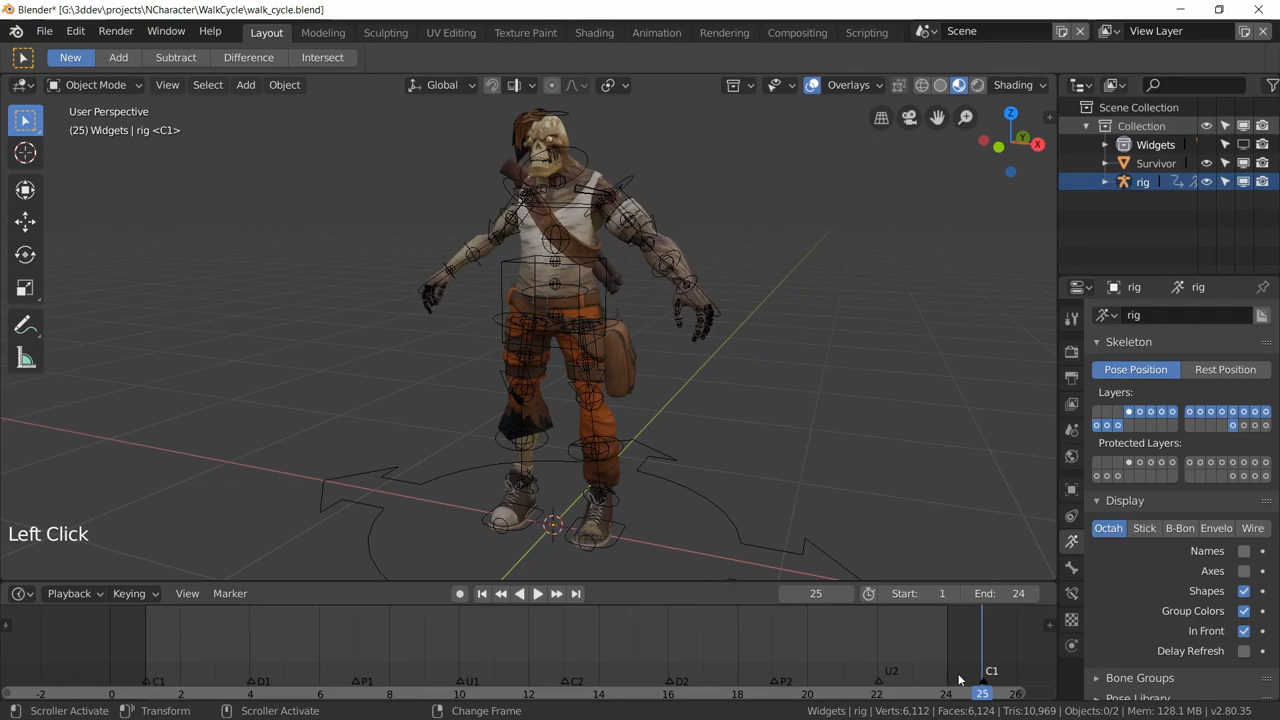 Blender* [G:\3ddev\projects\NCharacter\WalkCycle\walk_cycle.blend]
File Edit Render Window Help Layout Modeling Sculpting UV Editing Texture Paint Shading Animation Rendering Compositing Scripting Scene View Layer
New Add Subtract Difference Intersect
Object Mode View Select Add Object Global Overlays Shading
User Perspective
(25) Widgets | rig <C1>
Z
Y
X
Scene Collection
Collection
Widgets
Survivor
rig
rig rig
rig
Skeleton
Pose Position Rest Position
Layers:
Protected Layers:
Display
Octah Stick B-Bon Envelo Wire
Names
Axes
Shapes
Group Colors
In Front
Delay Refresh
Bone Groups
Pose Library
Left Click
Playback Keying View Marker 25 Start: 1 End: 24
C1 D1 P1 U1 C2 D2 P2 U2 C1
-2 0 2 4 6 8 10 12 14 16 18 20 22 24 25 26
Scroller Activate Transform Scroller Activate Change Frame Widgets | rig | Verts:6,112 | Faces:6,124 | Tris:10,969 | Objects:0/2 | Mem: 128.1 MB | v2.80.35